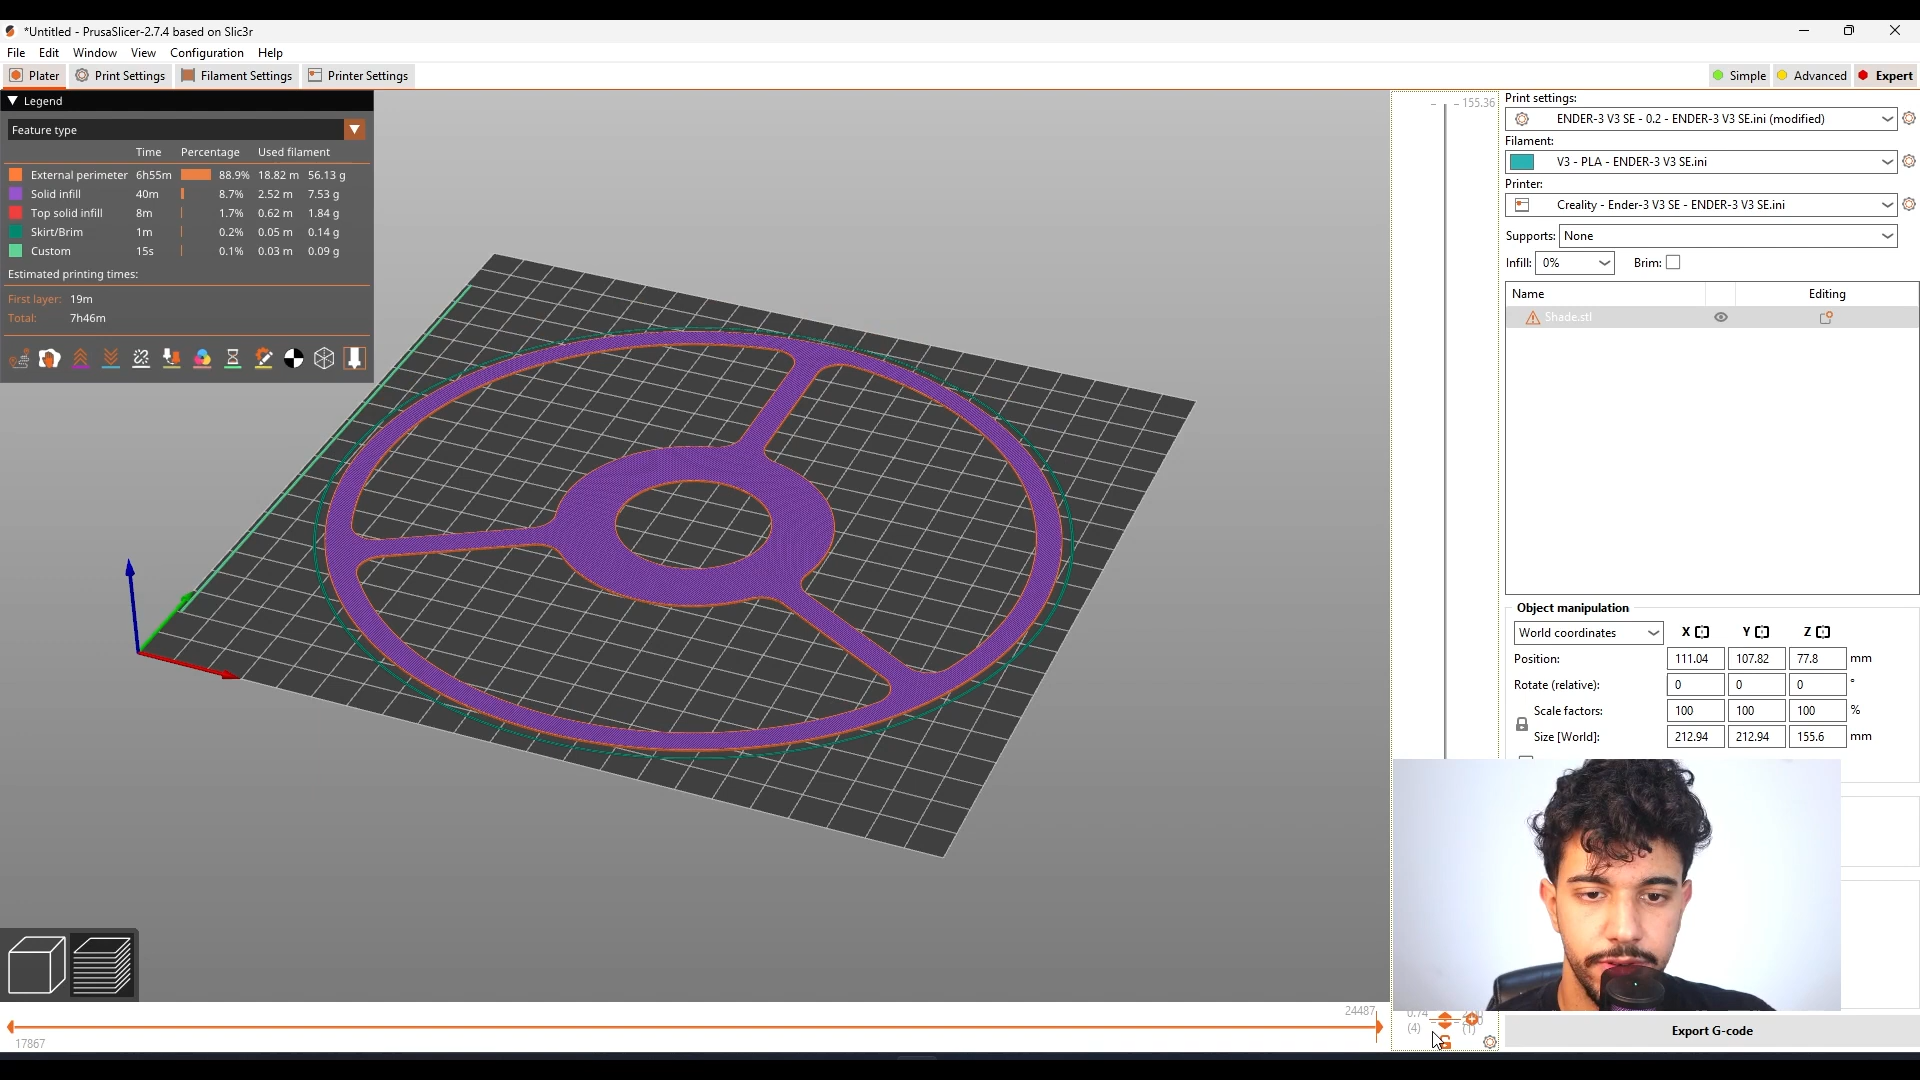 *Untitled - PrusaSlicer-2.7.4 based on Slic3r
File Edit Window View Configuration Help
Plater Print Settings Filament Settings Printer Settings Simple Advanced Expert
Legend
Feature type
Time Percentage Used filament
External perimeter 6h55m 88.9% 18.82 m 56.13 g
Solid infill 40m 8.7% 2.52 m 7.53 g
Top solid infill 8m 1.7% 0.62 m 1.84 g
Skirt/Brim 1m 0.2% 0.05 m 0.14 g
Custom 15s 0.1% 0.03 m 0.09 g
Estimated printing times:
First layer: 19m
Total: 7h46m
155.36
Print settings:
ENDER-3 V3 SE - 0.2 - ENDER-3 V3 SE.ini (modified)
Filament:
V3 - PLA - ENDER-3 V3 SE.ini
Printer:
Creality - Ender-3 V3 SE - ENDER-3 V3 SE.ini
Supports: None
Infill: 0% Brim:
Name Editing
Shade.stl
Object manipulation
World coordinates X Y Z
Position: 111.04 107.82 77.8 mm
Rotate (relative): 0 0 0 °
Scale factors: 100 100 100 %
Size [World]: 212.94 212.94 155.6 mm
24487
17867
0.74
(4)
(1)
Export G-code